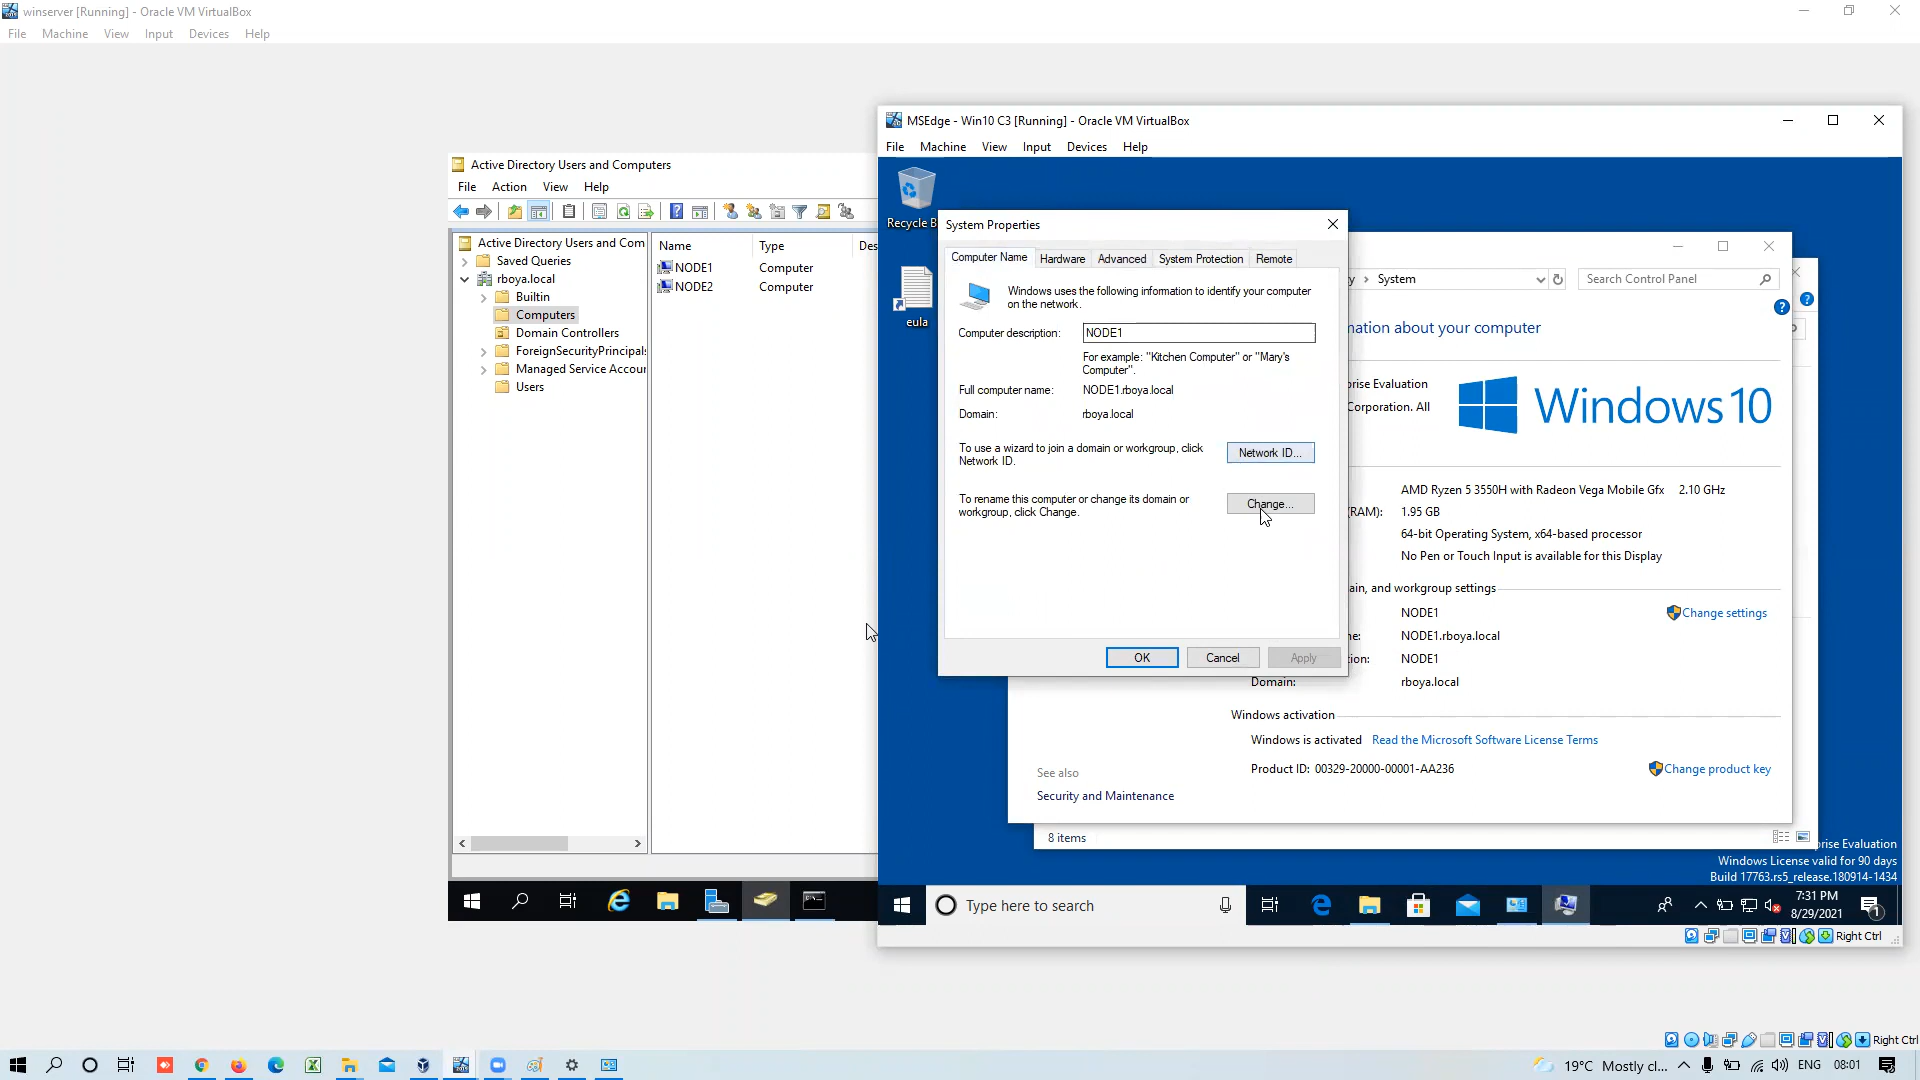 winserver [Running] - Oracle VM VirtualBox
File Machine View Input Devices Help
MSEdge - Win10 C3 [Running] - Oracle VM VirtualBox
File Machine View Input Devices Help
Active Directory Users and Computers
File Action View Help
Active Directory Users and Com
Saved Queries
rboya.local
Builtin
Computers
Domain Controllers
ForeignSecurityPrincipals
Managed Service Accoun
Users
Name Type Des
NODE1 Computer
NODE2 Computer
Recycle B
eula
System Properties
Computer Name Hardware Advanced System Protection Remote
Windows uses the following information to identify your computer
on the network.
Computer description: NODE1
For example: "Kitchen Computer" or "Mary's
Computer".
Full computer name: NODE1.rboya.local
Domain: rboya.local
To use a wizard to join a domain or workgroup, click
Network ID.
Network ID...
To rename this computer or change its domain or
workgroup, click Change.
Change...
OK Cancel Apply
y › System
Search Control Panel
mation about your computer
prise Evaluation
Corporation. All
Windows 10
AMD Ryzen 5 3550H with Radeon Vega Mobile Gfx 2.10 GHz
(RAM): 1.95 GB
64-bit Operating System, x64-based processor
No Pen or Touch Input is available for this Display
ain, and workgroup settings
NODE1
Change settings
me: NODE1.rboya.local
ion: NODE1
Domain: rboya.local
Windows activation
Windows is activated Read the Microsoft Software License Terms
Product ID: 00329-20000-00001-AA236
Change product key
See also
Security and Maintenance
8 items
prise Evaluation
Windows License valid for 90 days
Build 17763.rs5_release.180914-1434
Type here to search
7:31 PM
8/29/2021
1
Right Ctrl
Right Ctrl
19°C Mostly cl...
ENG
08:01